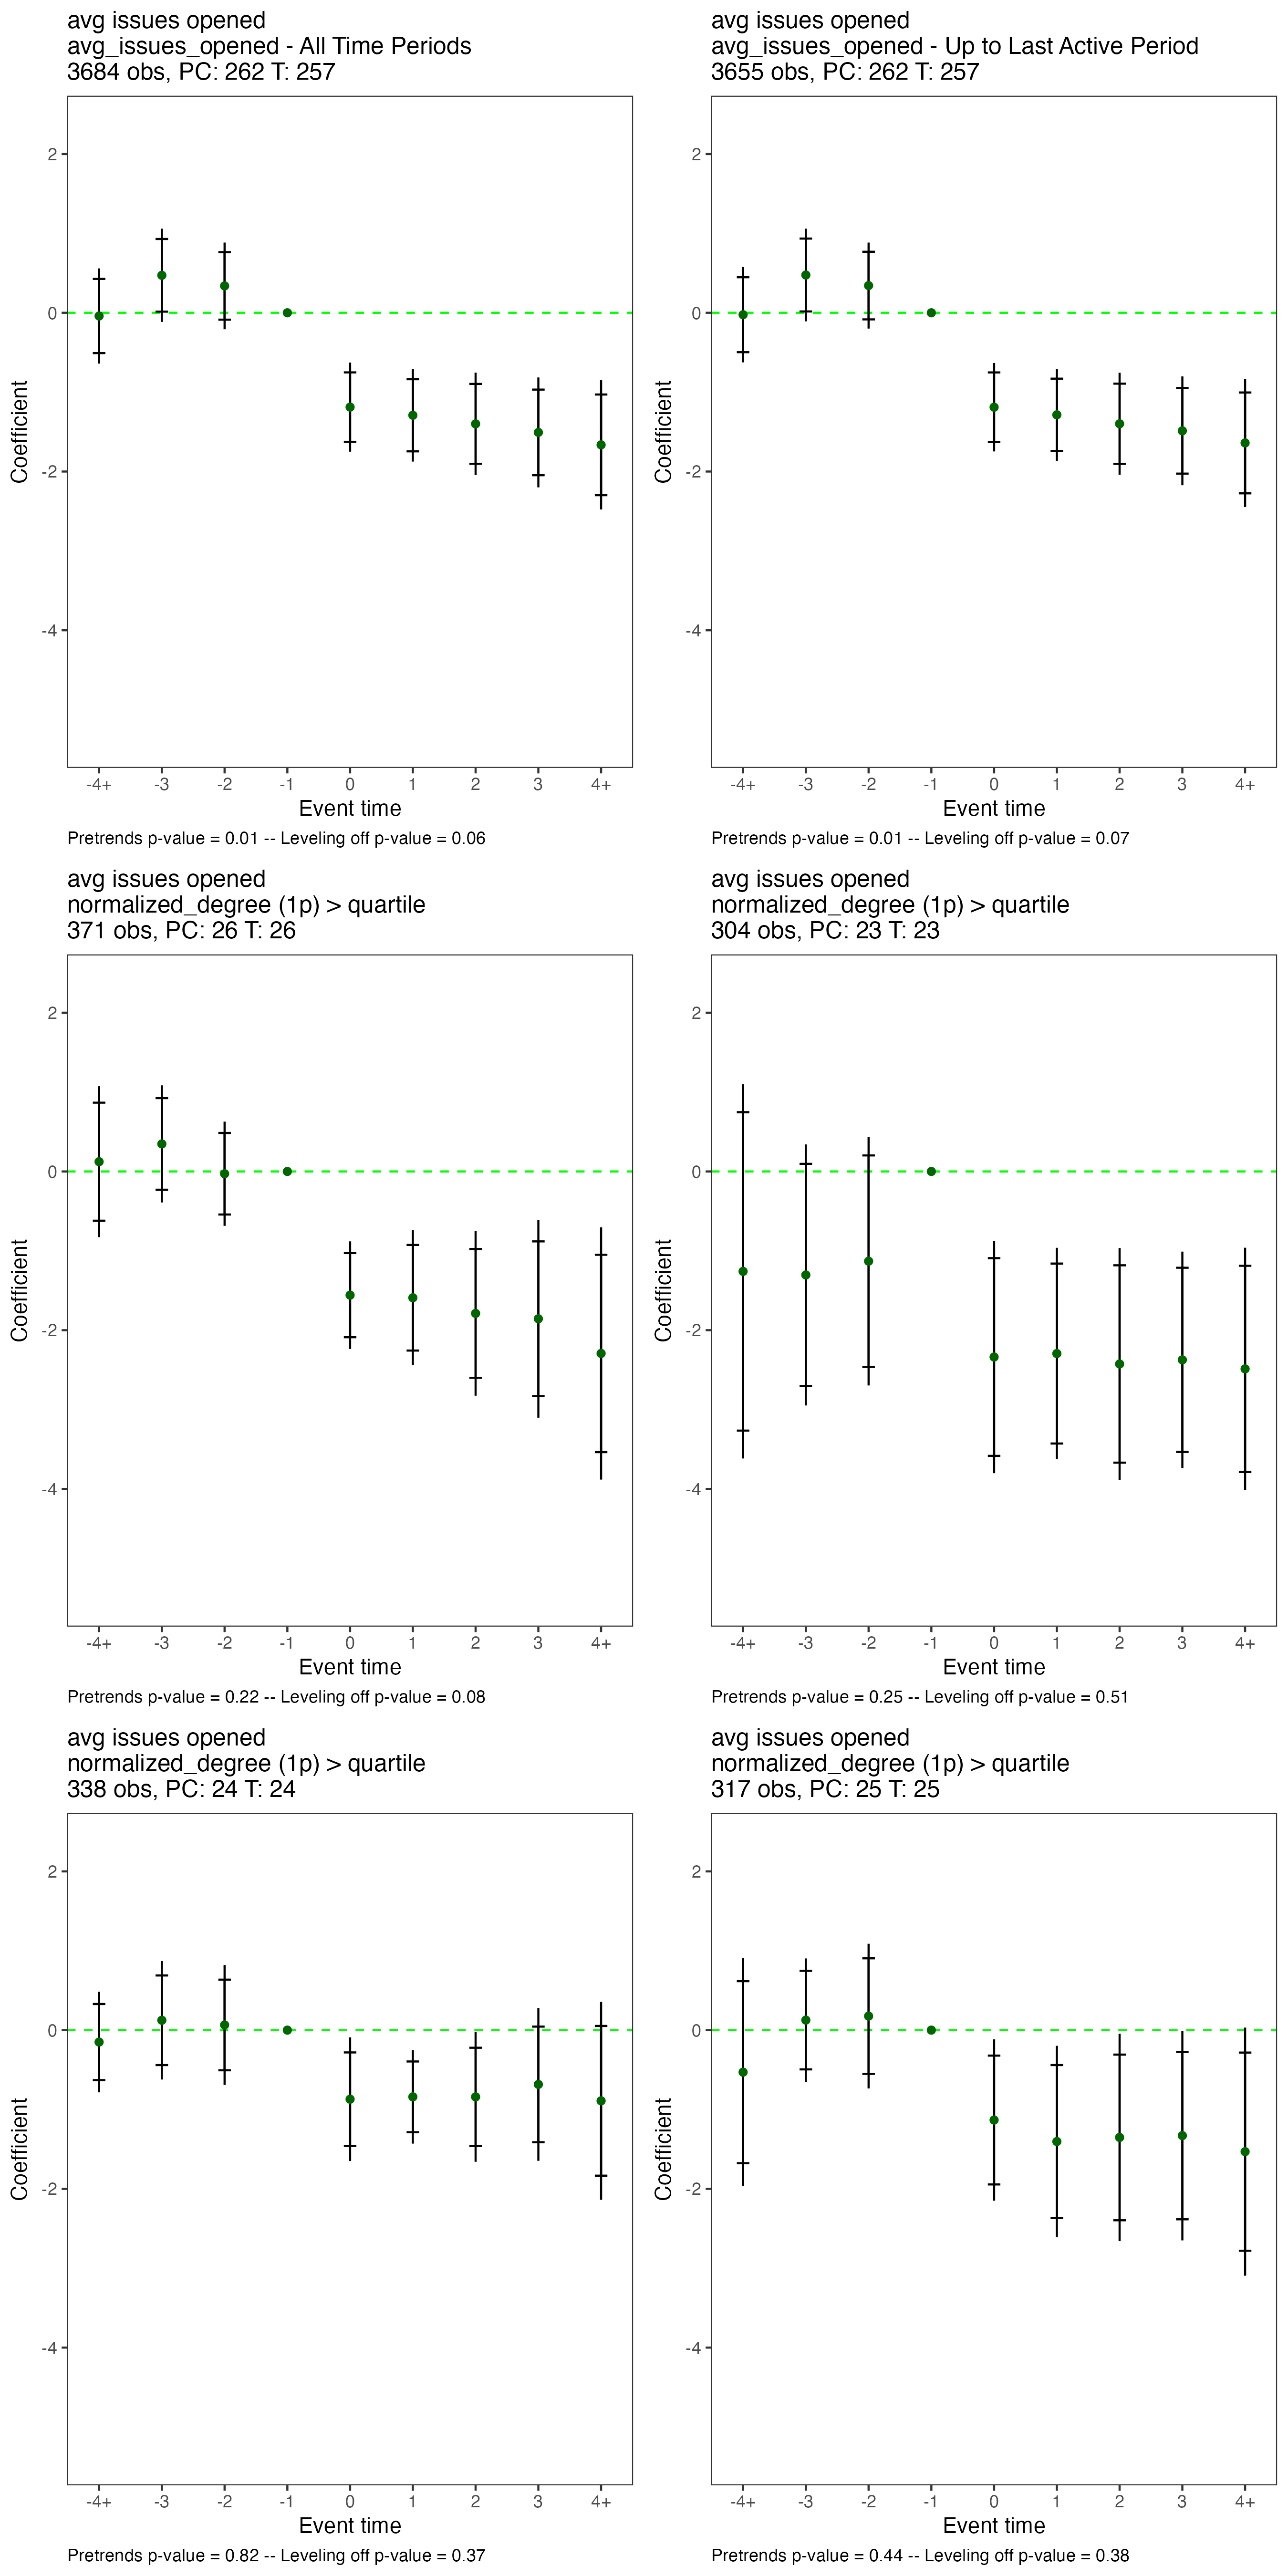 avg issues opened
avg_issues_opened - All Time Periods
3684 obs, PC: 262 T: 257
2
0
-2
-4
Coefficient
-4+ -3 -2 -1 0 1 2 3 4+
Event time
Pretrends p-value = 0.01 -- Leveling off p-value = 0.06
avg issues opened
avg_issues_opened - Up to Last Active Period
3655 obs, PC: 262 T: 257
2
0
-2
-4
Coefficient
-4+ -3 -2 -1 0 1 2 3 4+
Event time
Pretrends p-value = 0.01 -- Leveling off p-value = 0.07
avg issues opened
normalized_degree (1p) > quartile
371 obs, PC: 26 T: 26
2
0
-2
-4
Coefficient
-4+ -3 -2 -1 0 1 2 3 4+
Event time
Pretrends p-value = 0.22 -- Leveling off p-value = 0.08
avg issues opened
normalized_degree (1p) > quartile
304 obs, PC: 23 T: 23
2
0
-2
-4
Coefficient
-4+ -3 -2 -1 0 1 2 3 4+
Event time
Pretrends p-value = 0.25 -- Leveling off p-value = 0.51
avg issues opened
normalized_degree (1p) > quartile
338 obs, PC: 24 T: 24
2
0
-2
-4
Coefficient
-4+ -3 -2 -1 0 1 2 3 4+
Event time
Pretrends p-value = 0.82 -- Leveling off p-value = 0.37
avg issues opened
normalized_degree (1p) > quartile
317 obs, PC: 25 T: 25
2
0
-2
-4
Coefficient
-4+ -3 -2 -1 0 1 2 3 4+
Event time
Pretrends p-value = 0.44 -- Leveling off p-value = 0.38